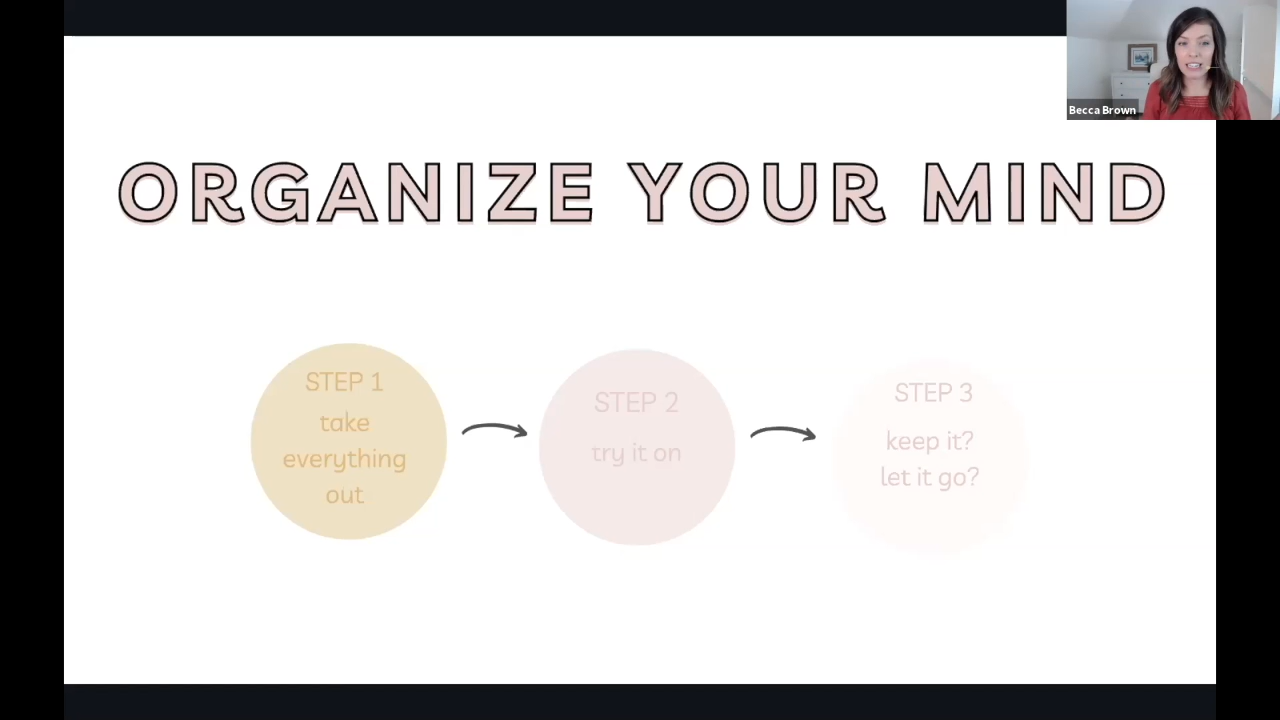 Becca Brown
ORGANIZE YOUR MIND
STEP 1
take
everything
out
STEP 2
try it on
STEP 3
keep it?
let it go?